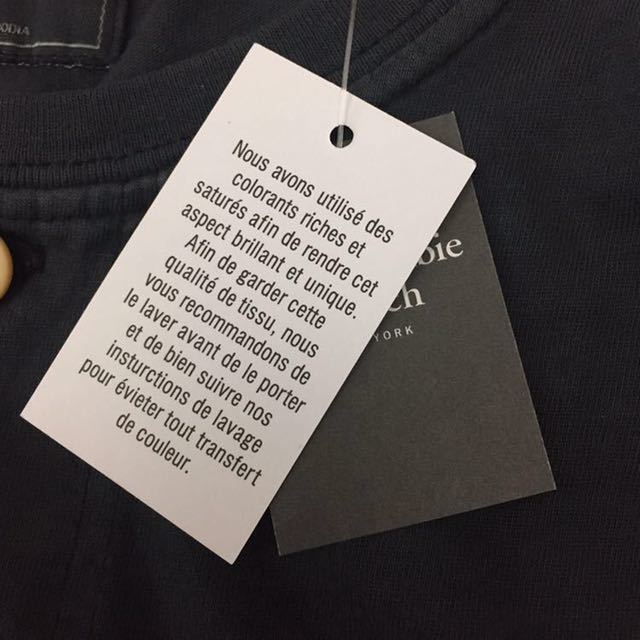 Nous avons utilisé des
colorants riches et
saturés afin de rendre cet
aspect brillant et unique.
Afin de garder cette
qualité de tissu, nous
vous recommandons de
le laver avant de le porter
et de bien suivre nos
insturctions de lavage
pour évieter tout transfert
de couleur.
YORK